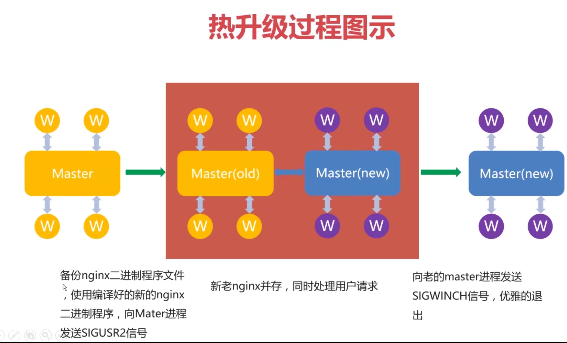 热升级过程图示
W W W W W W W W
Master Master(old) Master(new) Master(new)
W W W W W W W W
备份nginx二进制程序文件
，使用编译好的新的nginx
二进制程序，向Mater进程
发送SIGUSR2信号
新老nginx并存，同时处理用户请求
向老的master进程发送
SIGWINCH信号，优雅的退
出